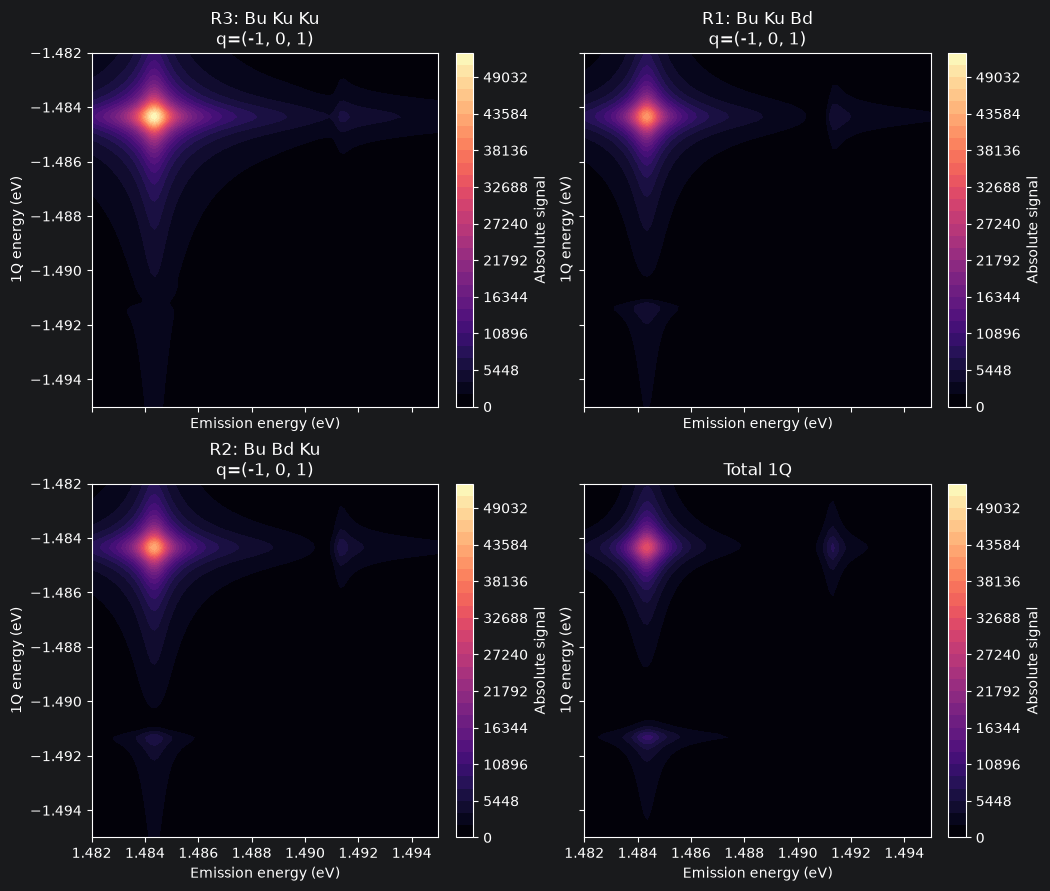 R3: Bu Ku Ku
q=(-1, 0, 1)
R1: Bu Ku Bd
q=(-1, 0, 1)
1Q energy (eV)
−1.482
−1.484
−1.486
−1.488
−1.490
−1.492
−1.494
Emission energy (eV)
49032
43584
38136
32688
27240
21792
16344
10896
5448
0
Absolute signal
1Q energy (eV)
Emission energy (eV)
49032
43584
38136
32688
27240
21792
16344
10896
5448
0
Absolute signal
R2: Bu Bd Ku
q=(-1, 0, 1)
Total 1Q
1Q energy (eV)
−1.482
−1.484
−1.486
−1.488
−1.490
−1.492
−1.494
1.482 1.484 1.486 1.488 1.490 1.492 1.494
Emission energy (eV)
49032
43584
38136
32688
27240
21792
16344
10896
5448
0
Absolute signal
1Q energy (eV)
1.482 1.484 1.486 1.488 1.490 1.492 1.494
Emission energy (eV)
49032
43584
38136
32688
27240
21792
16344
10896
5448
0
Absolute signal